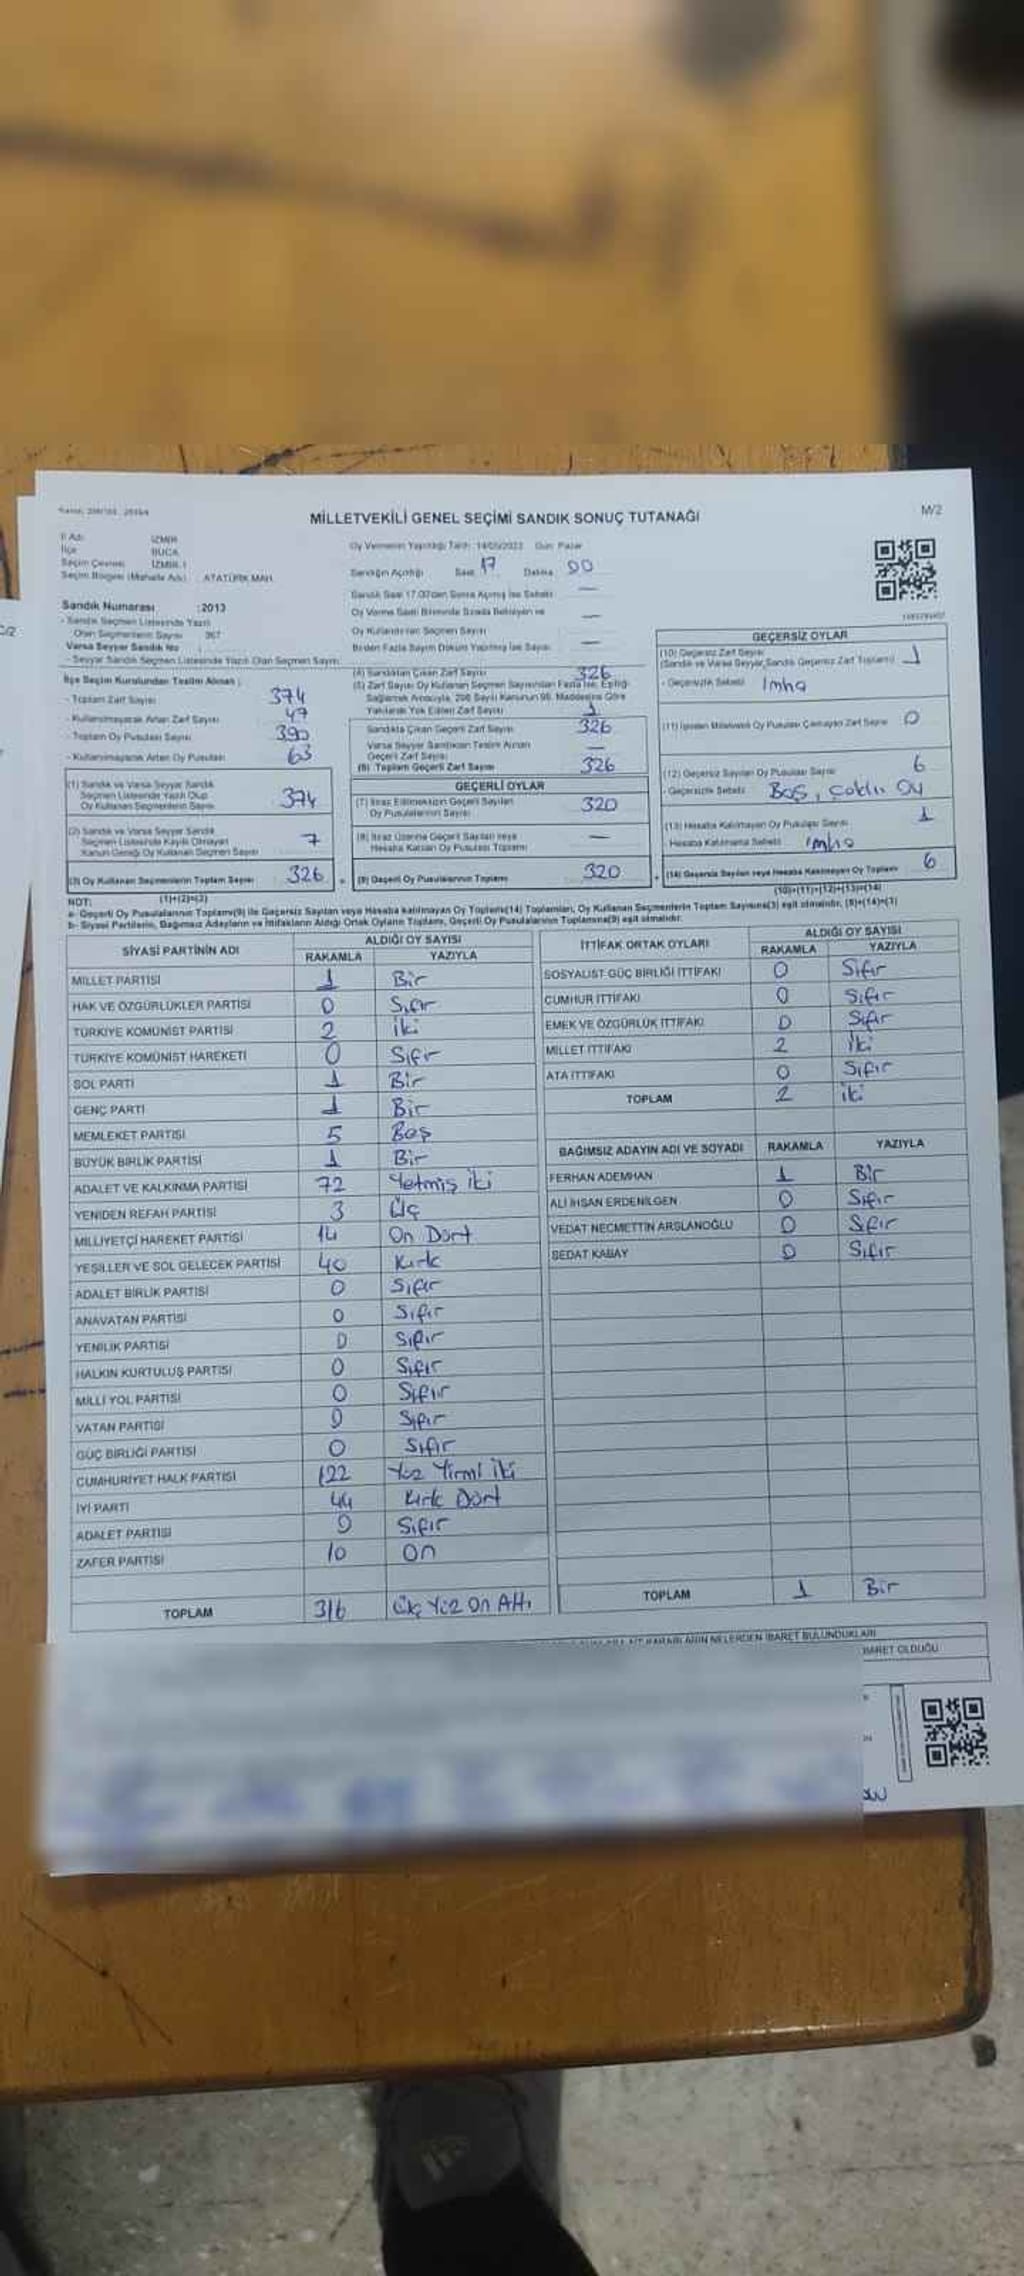 MİLLETVEKİLİ GENEL SEÇİMİ SANDIK SONUÇ TUTANAĞI
M/2
İl Adı İZMİR
İlçe BUCA
Seçim Çevresi İZMİR 1
Seçim Bölgesi (Mahalle Adı) ATATÜRK MAH.
Oy Vermenin Yapıldığı Tarih: 14/05/2023 Gün: Pazar
Sandığın Açıldığı Saat 17 Dakika 00
Sandık Saat 17.00'den Sonra Açılmış İse Sebebi —
Sandık Numarası : 2013
- Sandık Seçmen Listesinde Yazılı
Olan Seçmenlerin Sayısı 367
Varsa Seyyar Sandık No
- Seyyar Sandık Seçmen Listesinde Yazılı Olan Seçmen Sayısı
İlçe Seçim Kurulundan Teslim Alınan :
- Toplam Zarf Sayısı 374
- Kullanılmayarak Artan Zarf Sayısı 47
- Toplam Oy Pusulası Sayısı 390
- Kullanılmayarak Artan Oy Pusulası 63
(1) Sandık ve Varsa Seyyar Sandık
Seçmen Listesinde Yazılı Olup
Oy Kullanan Seçmenlerin Sayısı 374
(2) Sandık ve Varsa Seyyar Sandık
Seçmen Listesinde Kayıtlı Olmayan
Kanun Gereği Oy Kullanan Seçmen Sayısı 7
(3) Oy Kullanan Seçmenlerin Toplam Sayısı 326
(1)+(2)=(3)
Oy Verme Saati Bitiminde Sırada Bekleyen ve
Oy Kullandırılan Seçmen Sayısı —
Birden Fazla Sayım Döküm Yapılmış İse Sayısı —
(4) Sandıktan Çıkan Zarf Sayısı 326
(5) Zarf Sayısı Oy Kullanan Seçmen Sayısından Fazla İse, Eşitliği
Sağlamak Amacıyla, 298 Sayılı Kanunun 98. Maddesine Göre
Yakılarak Yok Edilen Zarf Sayısı 1
Sandıkta Çıkan Geçerli Zarf Sayısı 326
Varsa Seyyar Sandıktan Teslim Alınan
Geçerli Zarf Sayısı —
(6) Toplam Geçerli Zarf Sayısı 326
GEÇERLİ OYLAR
(7) İtiraz Edilmeksizin Geçerli Sayılan
Oy Pusulalarının Sayısı 320
(8) İtiraz Üzerine Geçerli Sayılan veya
Hesaba Katılan Oy Pusulası Toplamı —
(9) Geçerli Oy Pusulalarının Toplamı 320
GEÇERSİZ OYLAR
(10) Geçersiz Zarf Sayısı
(Sandık ve Varsa Seyyar Sandık Geçersiz Zarf Toplamı) 1
- Geçersizlik Sebebi İmha
(11) İçinden Milletvekili Oy Pusulası Çıkmayan Zarf Sayısı 0
(12) Geçersiz Sayılan Oy Pusulası Sayısı 6
- Geçersizlik Sebebi Boş, Çoklu Oy
(13) Hesaba Katılmayan Oy Pusulası Sayısı 1
Hesaba Katılmama Sebebi İmha
(14) Geçersiz Sayılan veya Hesaba Katılmayan Oy Toplamı 6
(10)+(11)+(12)+(13)=(14)
NOT:
a- Geçerli Oy Pusulalarının Toplamı(9) ile Geçersiz Sayılan veya Hesaba katılmayan Oy Toplamı(14) Toplamları, Oy Kullanan Seçmenlerin Toplam Sayısına(3) eşit olmalıdır. (9)+(14)=(3)
b- Siyasi Partilerin, Bağımsız Adayların ve İttifakların Aldığı Ortak Oyların Toplamı, Geçerli Oy Pusulalarının Toplamına(9) eşit olmalıdır.
SİYASİ PARTİNİN ADI ALDIĞI OY SAYISI
RAKAMLA YAZIYLA
MİLLET PARTİSİ 1 Bir
HAK VE ÖZGÜRLÜKLER PARTİSİ 0 Sıfır
TÜRKİYE KOMÜNİST PARTİSİ 2 İki
TÜRKİYE KOMÜNİST HAREKETİ 0 Sıfır
SOL PARTİ 1 Bir
GENÇ PARTİ 1 Bir
MEMLEKET PARTİSİ 5 Beş
BÜYÜK BİRLİK PARTİSİ 1 Bir
ADALET VE KALKINMA PARTİSİ 72 Yetmiş iki
YENİDEN REFAH PARTİSİ 3 Üç
MİLLİYETÇİ HAREKET PARTİSİ 14 On Dört
YEŞİLLER VE SOL GELECEK PARTİSİ 40 Kırk
ADALET BİRLİK PARTİSİ 0 Sıfır
ANAVATAN PARTİSİ 0 Sıfır
YENİLİK PARTİSİ 0 Sıfır
HALKIN KURTULUŞ PARTİSİ 0 Sıfır
MİLLİ YOL PARTİSİ 0 Sıfır
VATAN PARTİSİ 0 Sıfır
GÜÇ BİRLİĞİ PARTİSİ 0 Sıfır
CUMHURİYET HALK PARTİSİ 122 Yüz Yirmi İki
İYİ PARTİ 44 Kırk Dört
ADALET PARTİSİ 0 Sıfır
ZAFER PARTİSİ 10 On
TOPLAM 316 Üç Yüz On Altı
İTTİFAK ORTAK OYLARI ALDIĞI OY SAYISI
RAKAMLA YAZIYLA
SOSYALİST GÜÇ BİRLİĞİ İTTİFAKI 0 Sıfır
CUMHUR İTTİFAKI 0 Sıfır
EMEK VE ÖZGÜRLÜK İTTİFAKI 0 Sıfır
MİLLET İTTİFAKI 2 İki
ATA İTTİFAKI 0 Sıfır
TOPLAM 2 İki
BAĞIMSIZ ADAYIN ADI VE SOYADI RAKAMLA YAZIYLA
FERHAN ADEMHAN 1 Bir
ALİ İHSAN ERDENİLGEN 0 Sıfır
VEDAT NECMETTİN ARSLANOĞLU 0 Sıfır
SEDAT KABAY 0 Sıfır
TOPLAM 1 Bir
NELERDEN İBARET BULUNDUKLARI
İBARET OLDUĞU